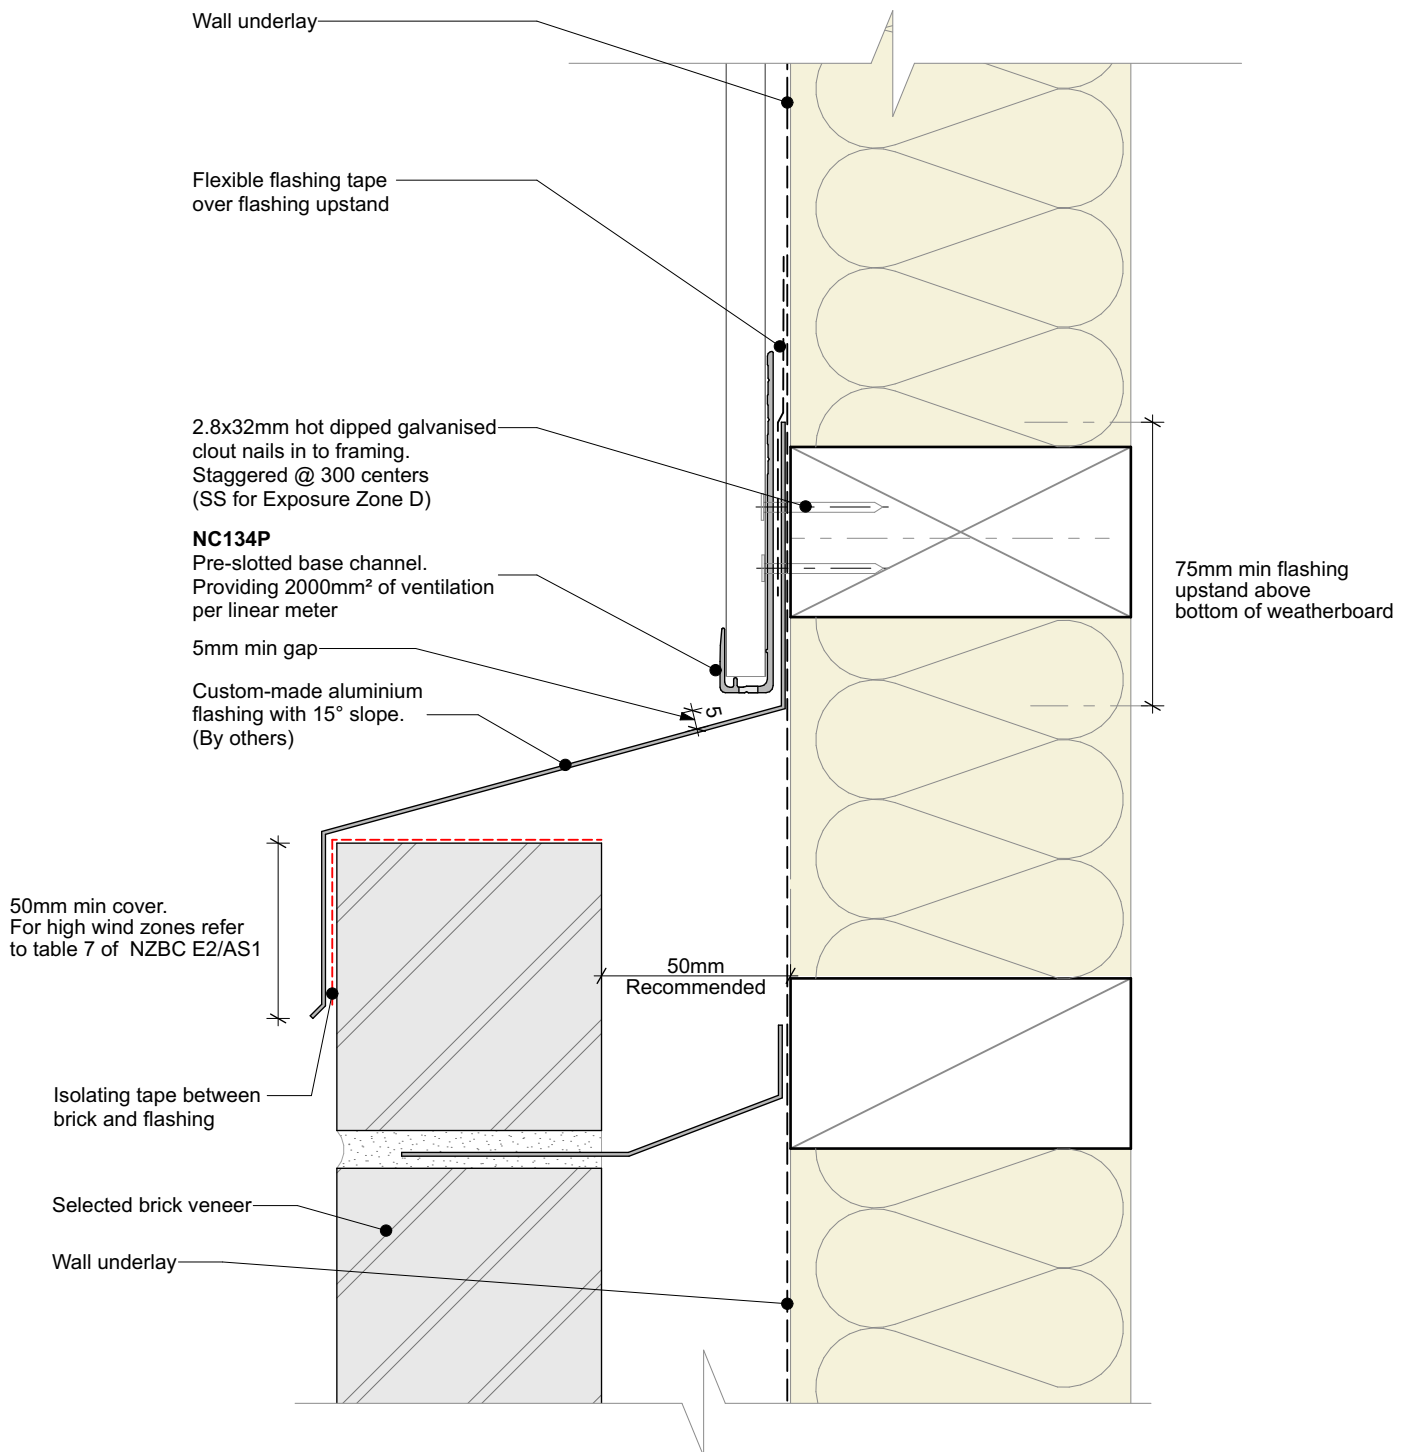 Wall underlay
Flexible flashing tape
over flashing upstand
2.8x32mm hot dipped galvanised
clout nails in to framing.
Staggered @ 300 centers
(SS for Exposure Zone D)
NC134P
Pre-slotted base channel.
Providing 2000mm² of ventilation
per linear meter
75mm min flashing
upstand above
bottom of weatherboard
5mm min gap
Custom-made aluminium
flashing with 15° slope.
(By others)
5
50mm min cover.
For high wind zones refer
to table 7 of NZBC E2/AS1
50mm
Recommended
Isolating tape between
brick and flashing
Selected brick veneer
Wall underlay